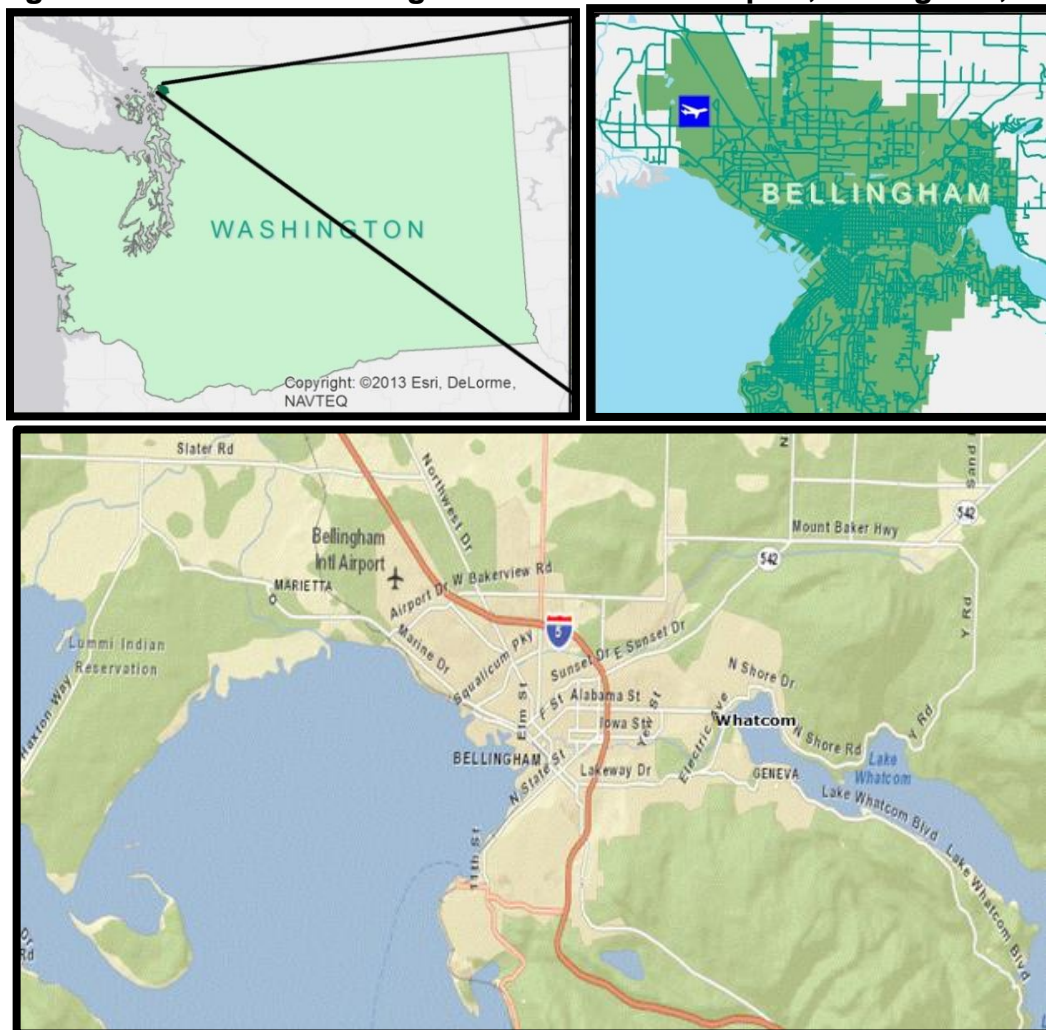 WASHINGTON
Copyright: ©2013 Esri, DeLorme,
NAVTEQ
BELLINGHAM
Slater Rd
Northwest Dr
N
Sand
542
Mount Baker Hwy
542
Bellingham
Intl Airport
MARIETTA
Airport Dr
W Bakerview Rd
Y Rd
Lummi Indian
Reservation
Haxton Way
Marine Dr
Squalicum Pky
5
Sunset Dr
E Sunset Dr
N Shore Dr
Elm St
F St
Alabama St
Iowa St
Electric Ave
Whatcom
N Shore Rd
Y Rd
BELLINGHAM
N State St
Lakeway Dr
GENEVA
Lake
Whatcom
Lake Whatcom Blvd
Lake Whatcom Blvd
11th St
Dr
Rd